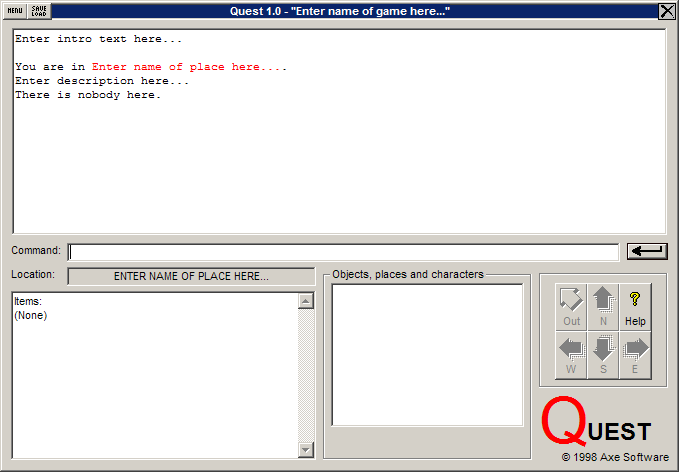 MENU
SAVE
LOAD
Quest 1.0 - "Enter name of game here..."
Enter intro text here...
You are in Enter name of place here....
Enter description here...
There is nobody here.
Command:
Location:
ENTER NAME OF PLACE HERE...
Objects, places and characters
Items:
(None)
Out
N
Help
W
S
E
QUEST
© 1998 Axe Software